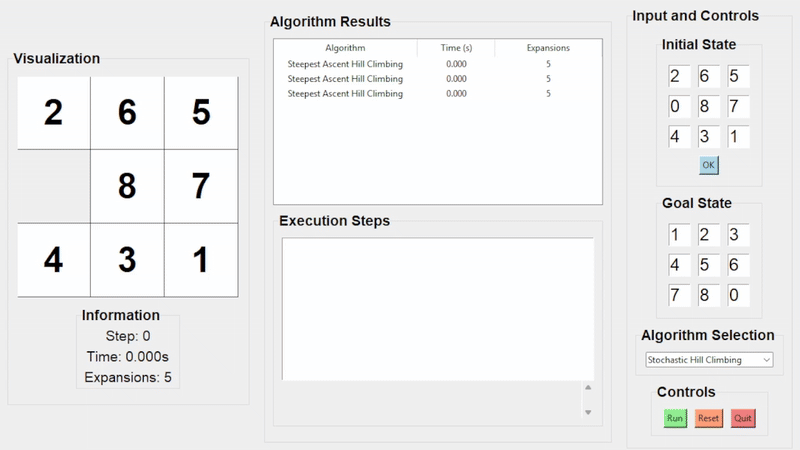 Visualization
2 6 5
8 7
4 3 1
Information
Step: 0
Time: 0.000s
Expansions: 5
Algorithm Results
Algorithm Time (s) Expansions
Steepest Ascent Hill Climbing 0.000 5
Steepest Ascent Hill Climbing 0.000 5
Steepest Ascent Hill Climbing 0.000 5
Execution Steps
Input and Controls
Initial State
2 6 5
0 8 7
4 3 1
OK
Goal State
1 2 3
4 5 6
7 8 0
Algorithm Selection
Stochastic Hill Climbing
Controls
Run Reset Quit